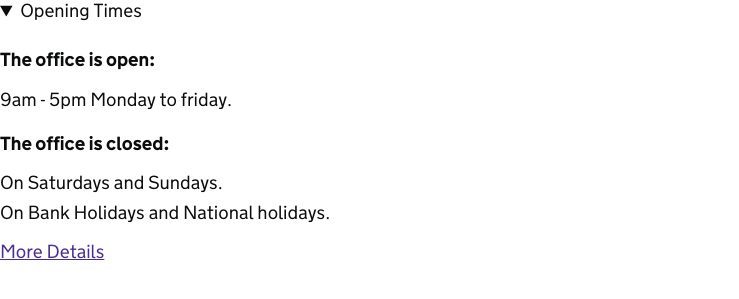 Opening Times
The office is open:
9am - 5pm Monday to friday.
The office is closed:
On Saturdays and Sundays.
On Bank Holidays and National holidays.
More Details